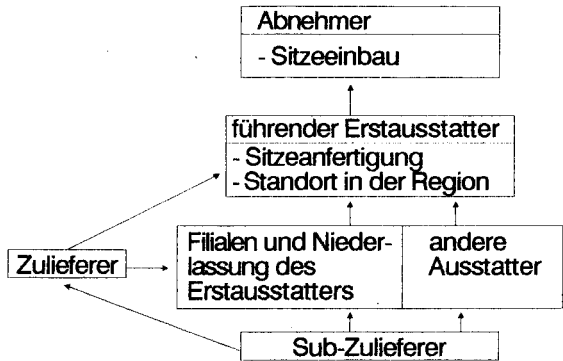 Abnehmer
- Sitzeeinbau
führender Erstausstatter
- Sitzeanfertigung
- Standort in der Region
Zulieferer
Filialen und Nieder-
lassung des
Erstausstatters
andere
Ausstatter
Sub-Zulieferer